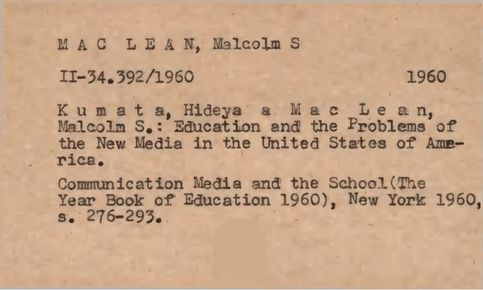 M A C  L E A N, Malcolm S
II-34.392/1960 1960
K u m a t a, Hideya a M a c  L e a n,
Malcolm S.: Education and the Problems of
the New Media in the United States of Ame-
rica.
Communication Media and the School(The
Year Book of Education 1960), New York 1960,
s. 276-293.